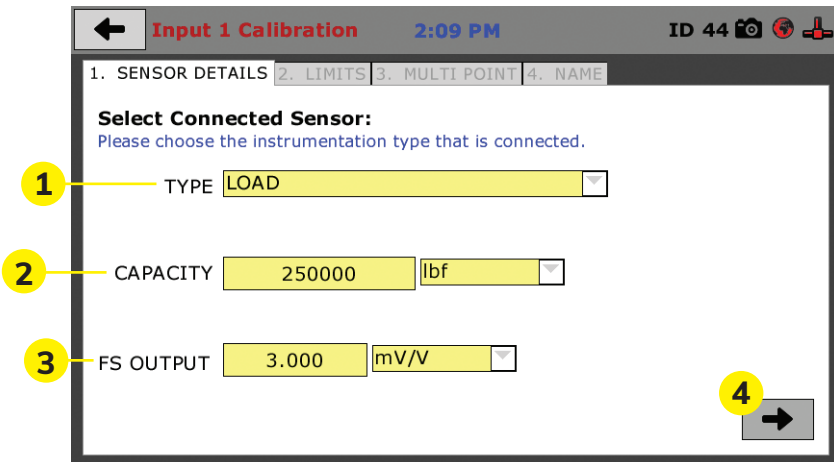 Input 1 Calibration 2:09 PM ID 44
1. SENSOR DETAILS 2. LIMITS 3. MULTI POINT 4. NAME
Select Connected Sensor:
Please choose the instrumentation type that is connected.
1 TYPE LOAD
2 CAPACITY 250000 lbf
3 FS OUTPUT 3.000 mV/V
4